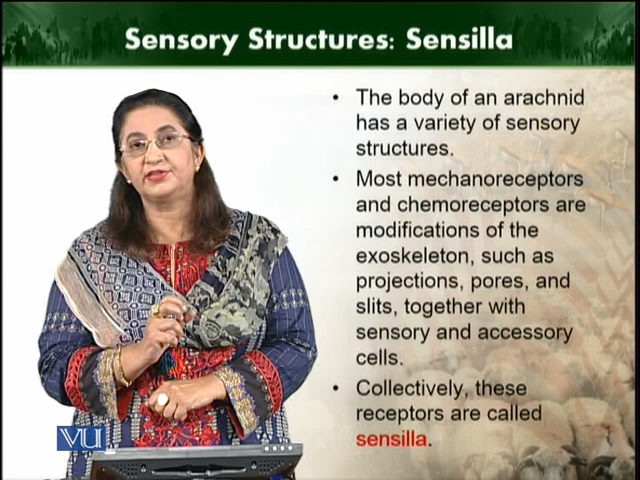 Sensory Structures: Sensilla
• The body of an arachnid
has a variety of sensory
structures.
• Most mechanoreceptors
and chemoreceptors are
modifications of the
exoskeleton, such as
projections, pores, and
slits, together with
sensory and accessory
cells.
• Collectively, these
receptors are called
sensilla.
VU